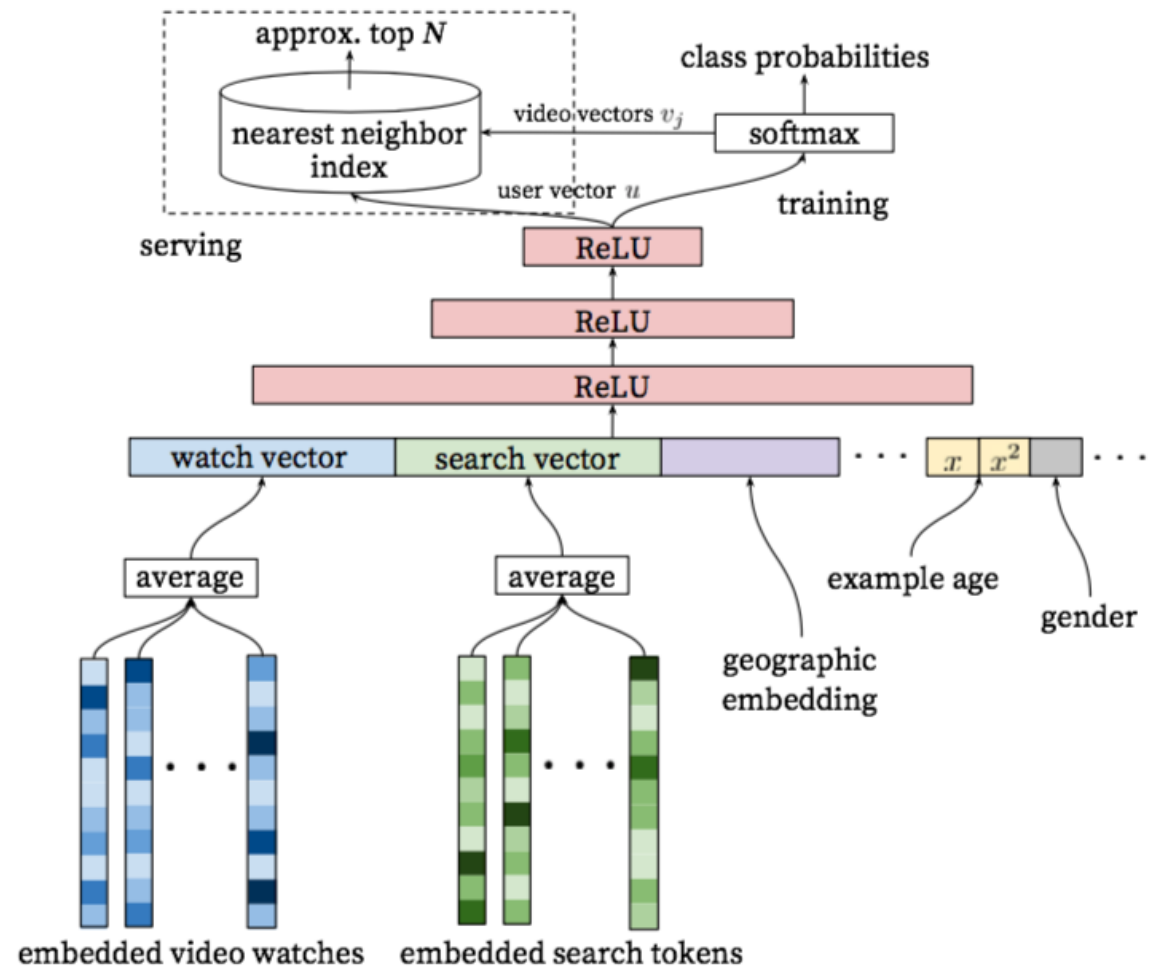 approx. top N
class probabilities
video vectors v_j
nearest neighbor
index
softmax
user vector u
training
serving
ReLU
ReLU
ReLU
watch vector search vector · · · x x² · · ·
average average
example age
gender
geographic
embedding
· · · · · ·
embedded video watches embedded search tokens